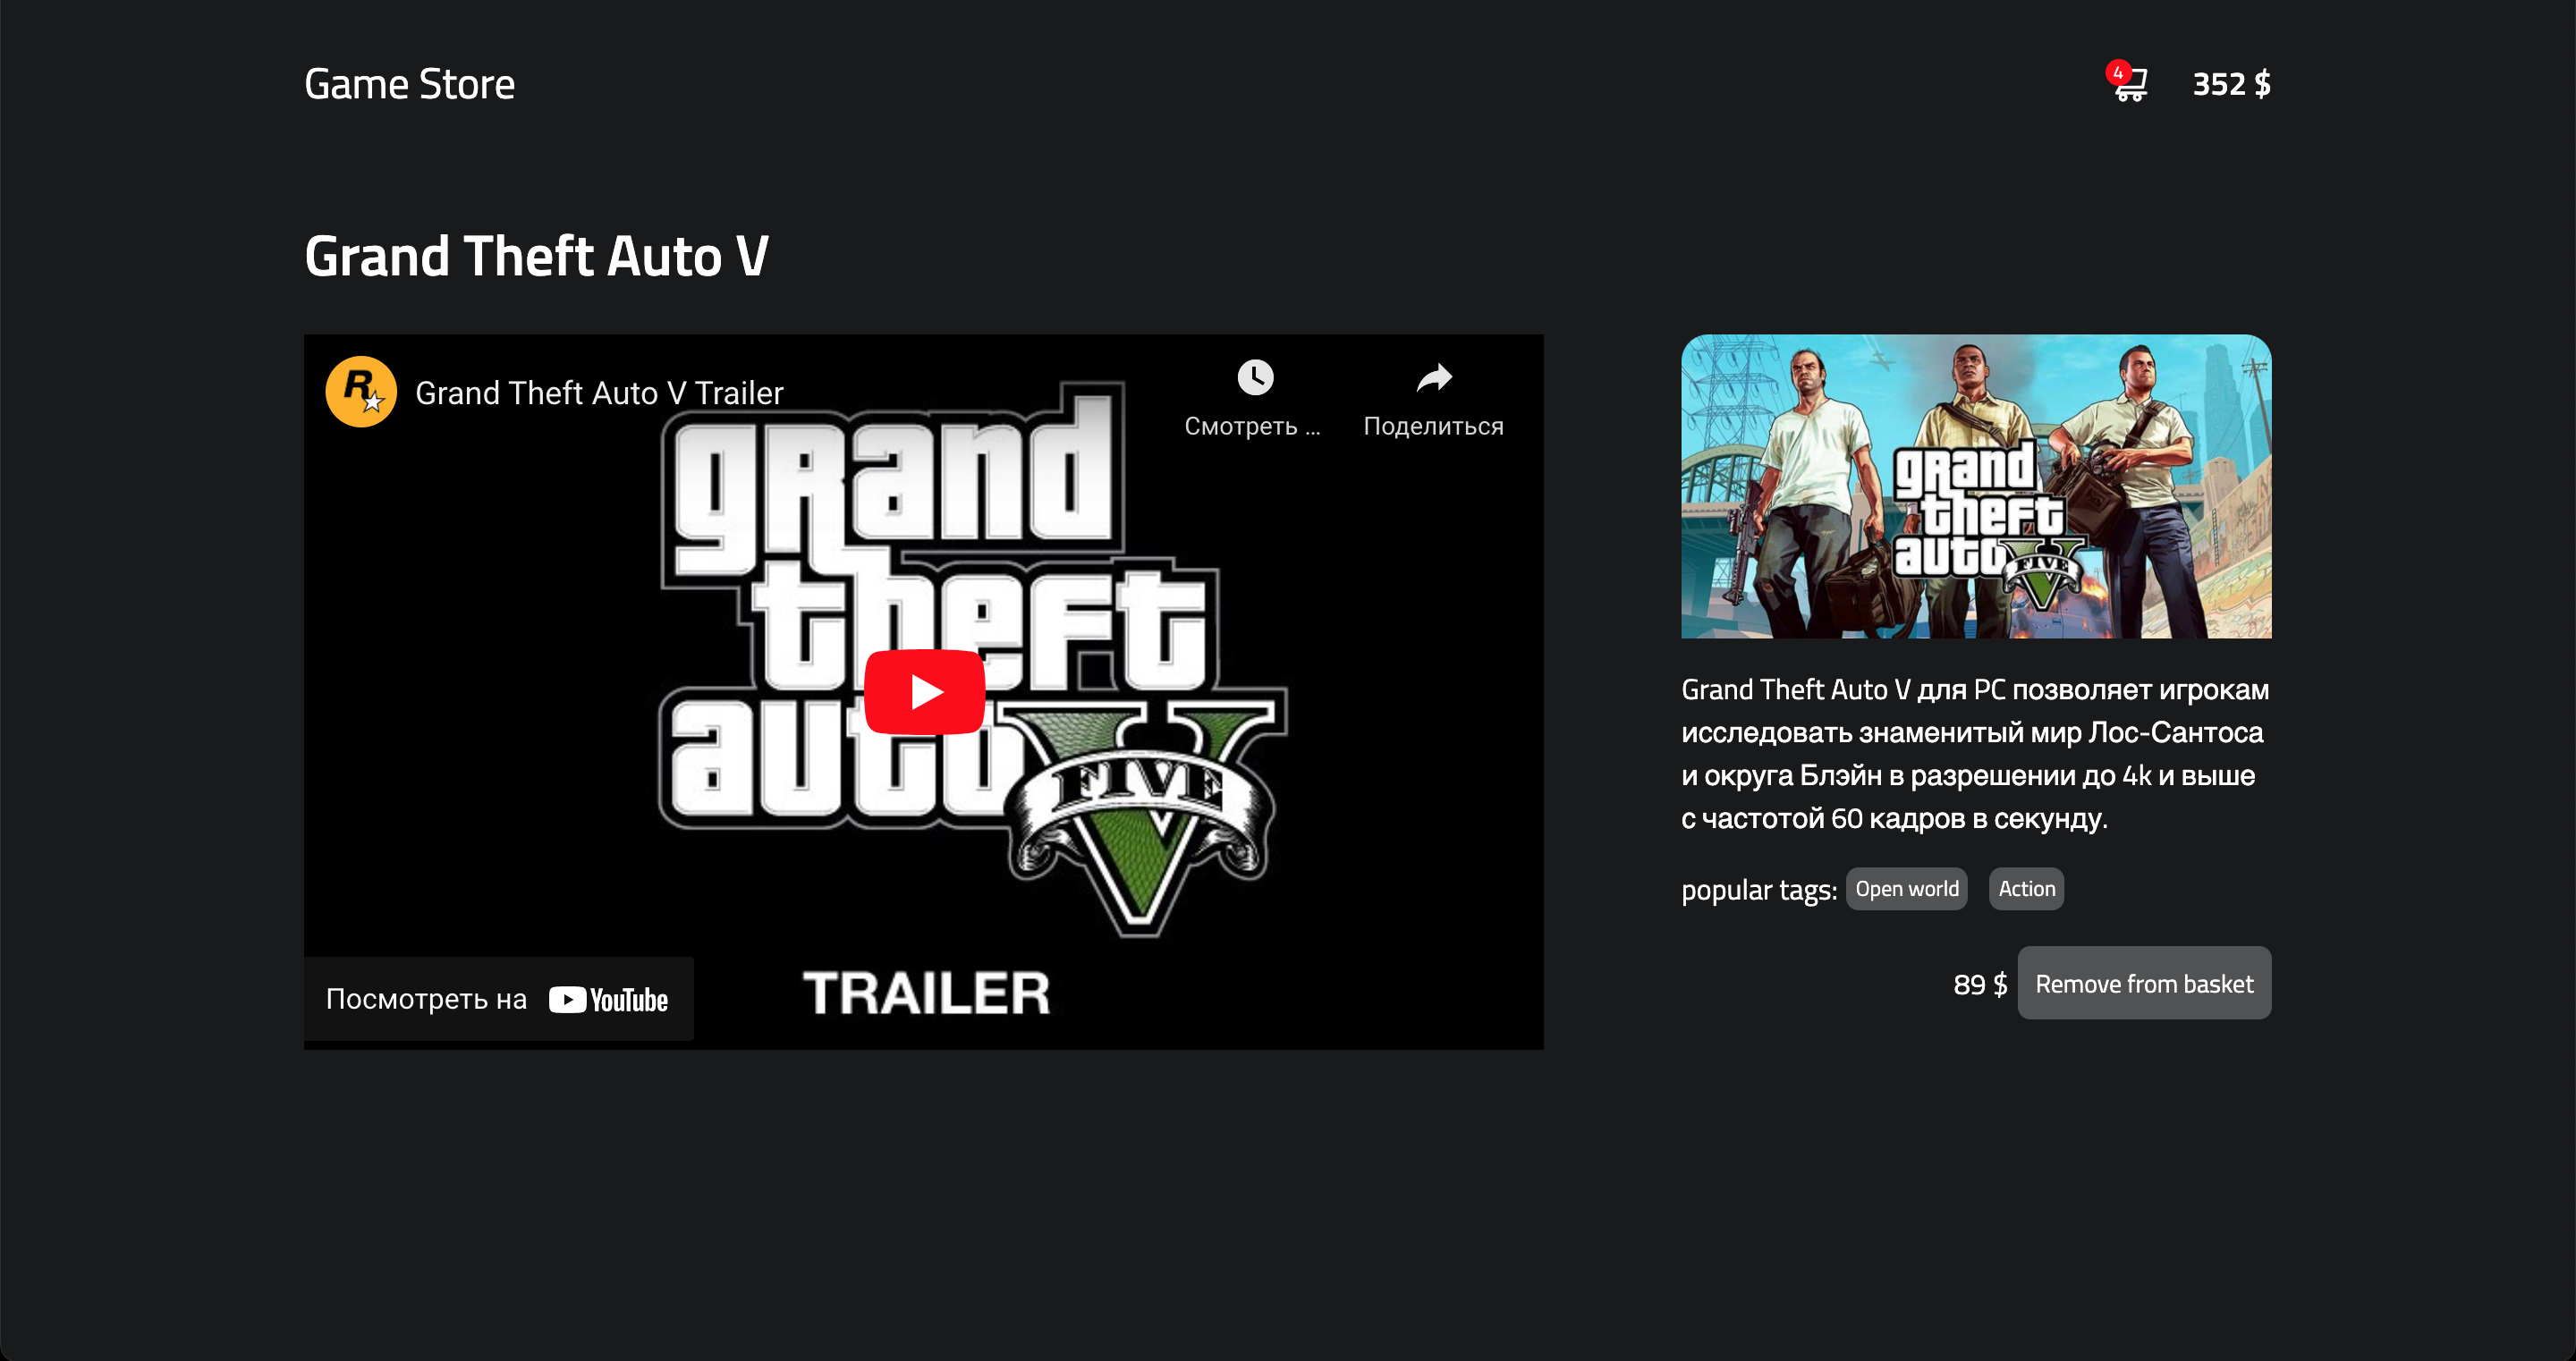 Game Store
4
352 $
Grand Theft Auto V
Grand Theft Auto V Trailer
Смотреть ...
Поделиться
grand
theft
auto V
FIVE
TRAILER
Посмотреть на YouTube
grand
theft
auto V
FIVE
Grand Theft Auto V для PC позволяет игрокам
исследовать знаменитый мир Лос-Сантоса
и округа Блэйн в разрешении до 4k и выше
с частотой 60 кадров в секунду.
popular tags: Open world Action
89 $ Remove from basket